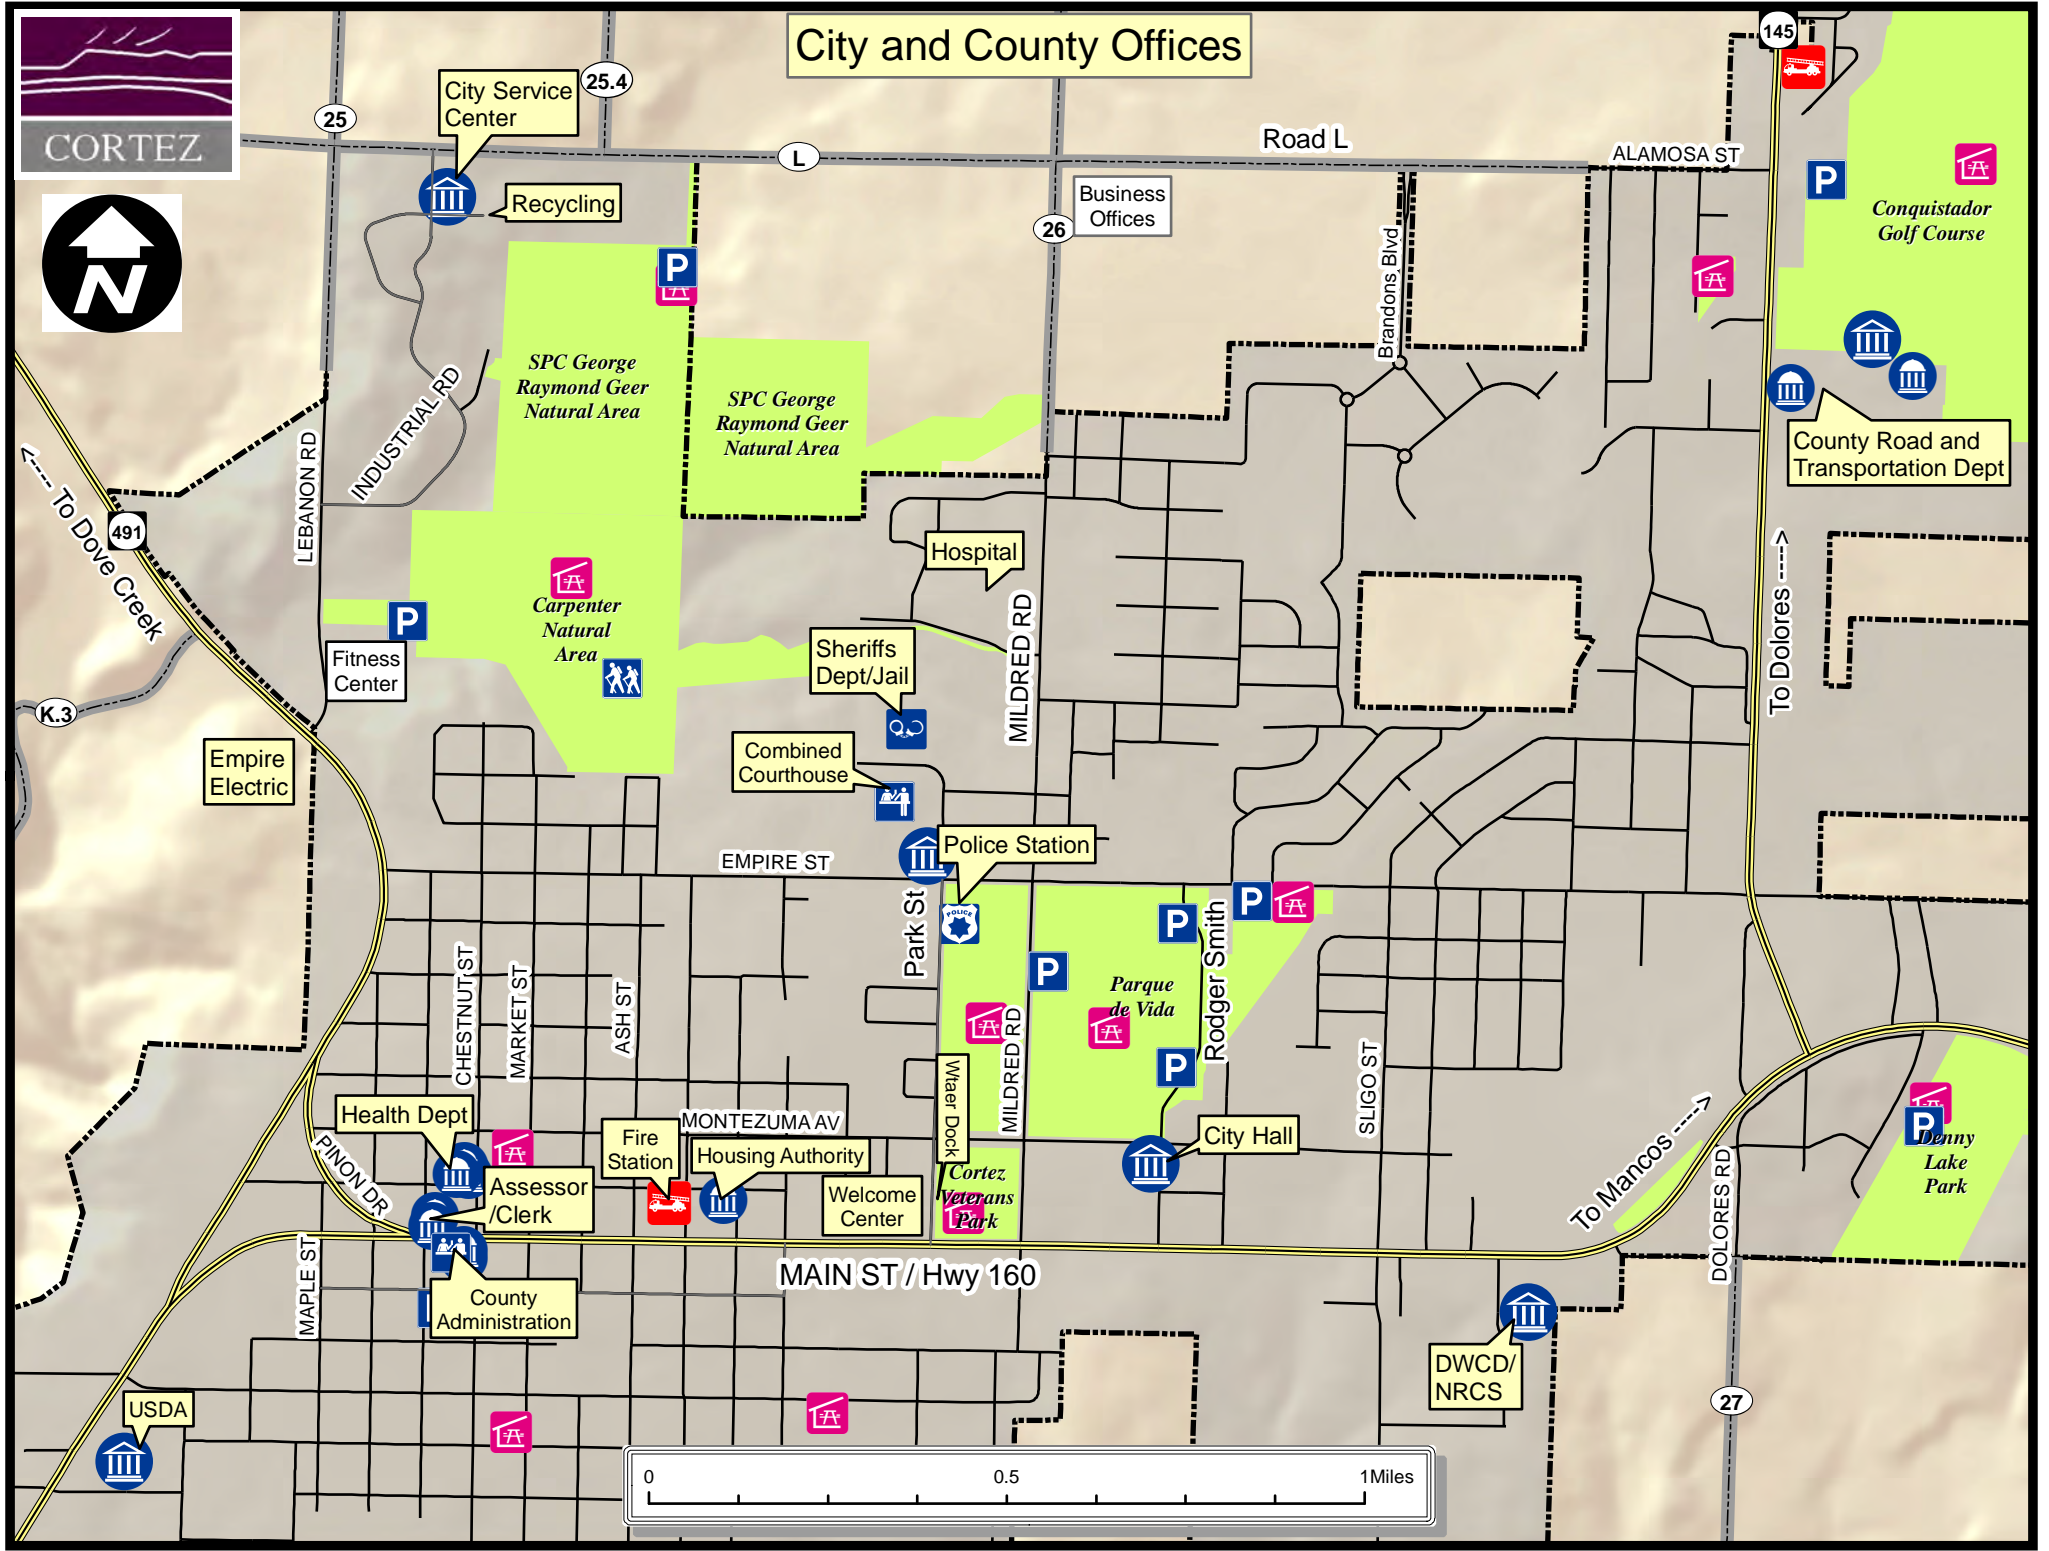 City and County Offices
CORTEZ
N
25
25.4
145
City Service
Center
Road L
L
ALAMOSA ST
Recycling
Business
Offices
26
P
Conquistador
Golf Course
P
Brandons Blvd
SPC George
Raymond Geer
Natural Area
SPC George
Raymond Geer
Natural Area
INDUSTRIAL RD
LEBANON RD
County Road and
Transportation Dept
<---- To Dove Creek
491
Hospital
To Dolores ---->
Carpenter
Natural
Area
P
MILDRED RD
Fitness
Center
Sheriffs
Dept/Jail
K.3
Empire
Electric
Combined
Courthouse
Police Station
EMPIRE ST
Park St
POLICE
P
P
P
Rodger Smith
Parque
de Vida
CHESTNUT ST
MARKET ST
ASH ST
MILDRED RD
SLIGO ST
P
Wtaer Dock
Health Dept
MONTEZUMA AV
Fire
Station
Housing Authority
City Hall
PINON DR
Assessor
/Clerk
Welcome
Center
Cortez
Veterans
Park
To Mancos ---->
DOLORES RD
P
Denny
Lake
Park
MAPLE ST
MAIN ST / Hwy 160
County
Administration
DWCD/
NRCS
USDA
27
0
0.5
1Miles